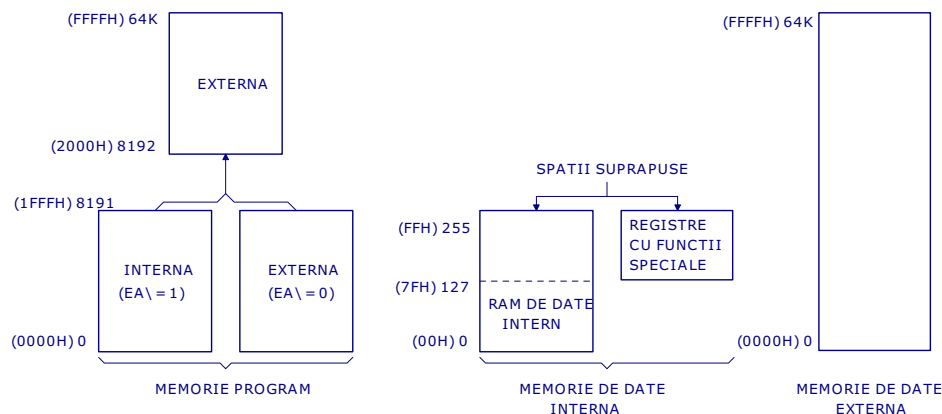 (FFFFH) 64K
EXTERNA
(2000H) 8192
(1FFFH) 8191
INTERNA
(EA\=1)
EXTERNA
(EA\=0)
(0000H) 0
MEMORIE PROGRAM
SPATII SUPRAPUSE
(FFH) 255
REGISTRE
CU FUNCTII
SPECIALE
(7FH) 127
RAM DE DATE
INTERN
(00H) 0
MEMORIE DE DATE
INTERNA
(FFFFH) 64K
(0000H) 0
MEMORIE DE DATE
EXTERNA